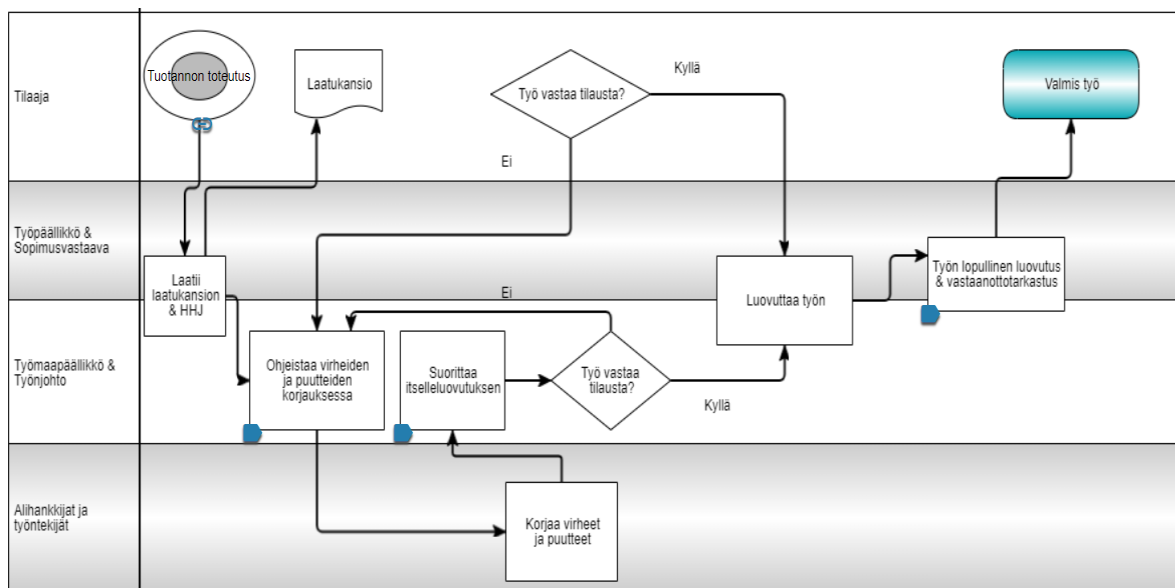 Tilaaja
Tuotannon toteutus
Laatukansio
Työ vastaa tilausta?
Kyllä
Valmis työ
Ei
Työpäällikkö &
Sopimusvastaava
Laatii
laatukansion
& HHJ
Luovuttaa työn
Työn lopullinen luovutus
& vastaanottotarkastus
Ei
Työmaapäällikkö &
Työnjohto
Ohjeistaa virheiden
ja puutteiden
korjauksessa
Suorittaa
itselleluovutuksen
Työ vastaa
tilausta?
Kyllä
Alihankkijat ja
työntekijät
Korjaa virheet
ja puutteet